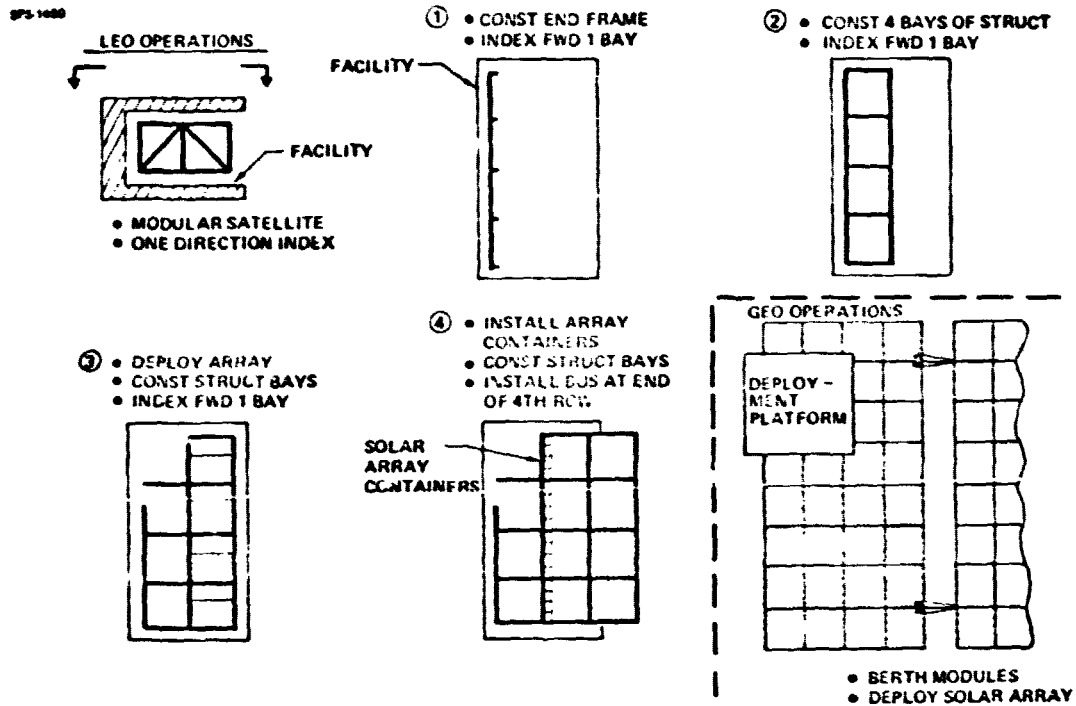 LEO OPERATIONS
FACILITY
• MODULAR SATELLITE
• ONE DIRECTION INDEX
① • CONST END FRAME
• INDEX FWD 1 BAY
FACILITY
② • CONST 4 BAYS OF STRUCT
• INDEX FWD 1 BAY
③ • DEPLOY ARRAY
• CONST STRUCT BAYS
• INDEX FWD 1 BAY
④ • INSTALL ARRAY
CONTAINERS
• CONST STRUCT BAYS
• INSTALL BUS AT END
OF 4TH ROW
SOLAR
ARRAY
CONTAINERS
GEO OPERATIONS
DEPLOY-
MENT
PLATFORM
• BERTH MODULES
• DEPLOY SOLAR ARRAY